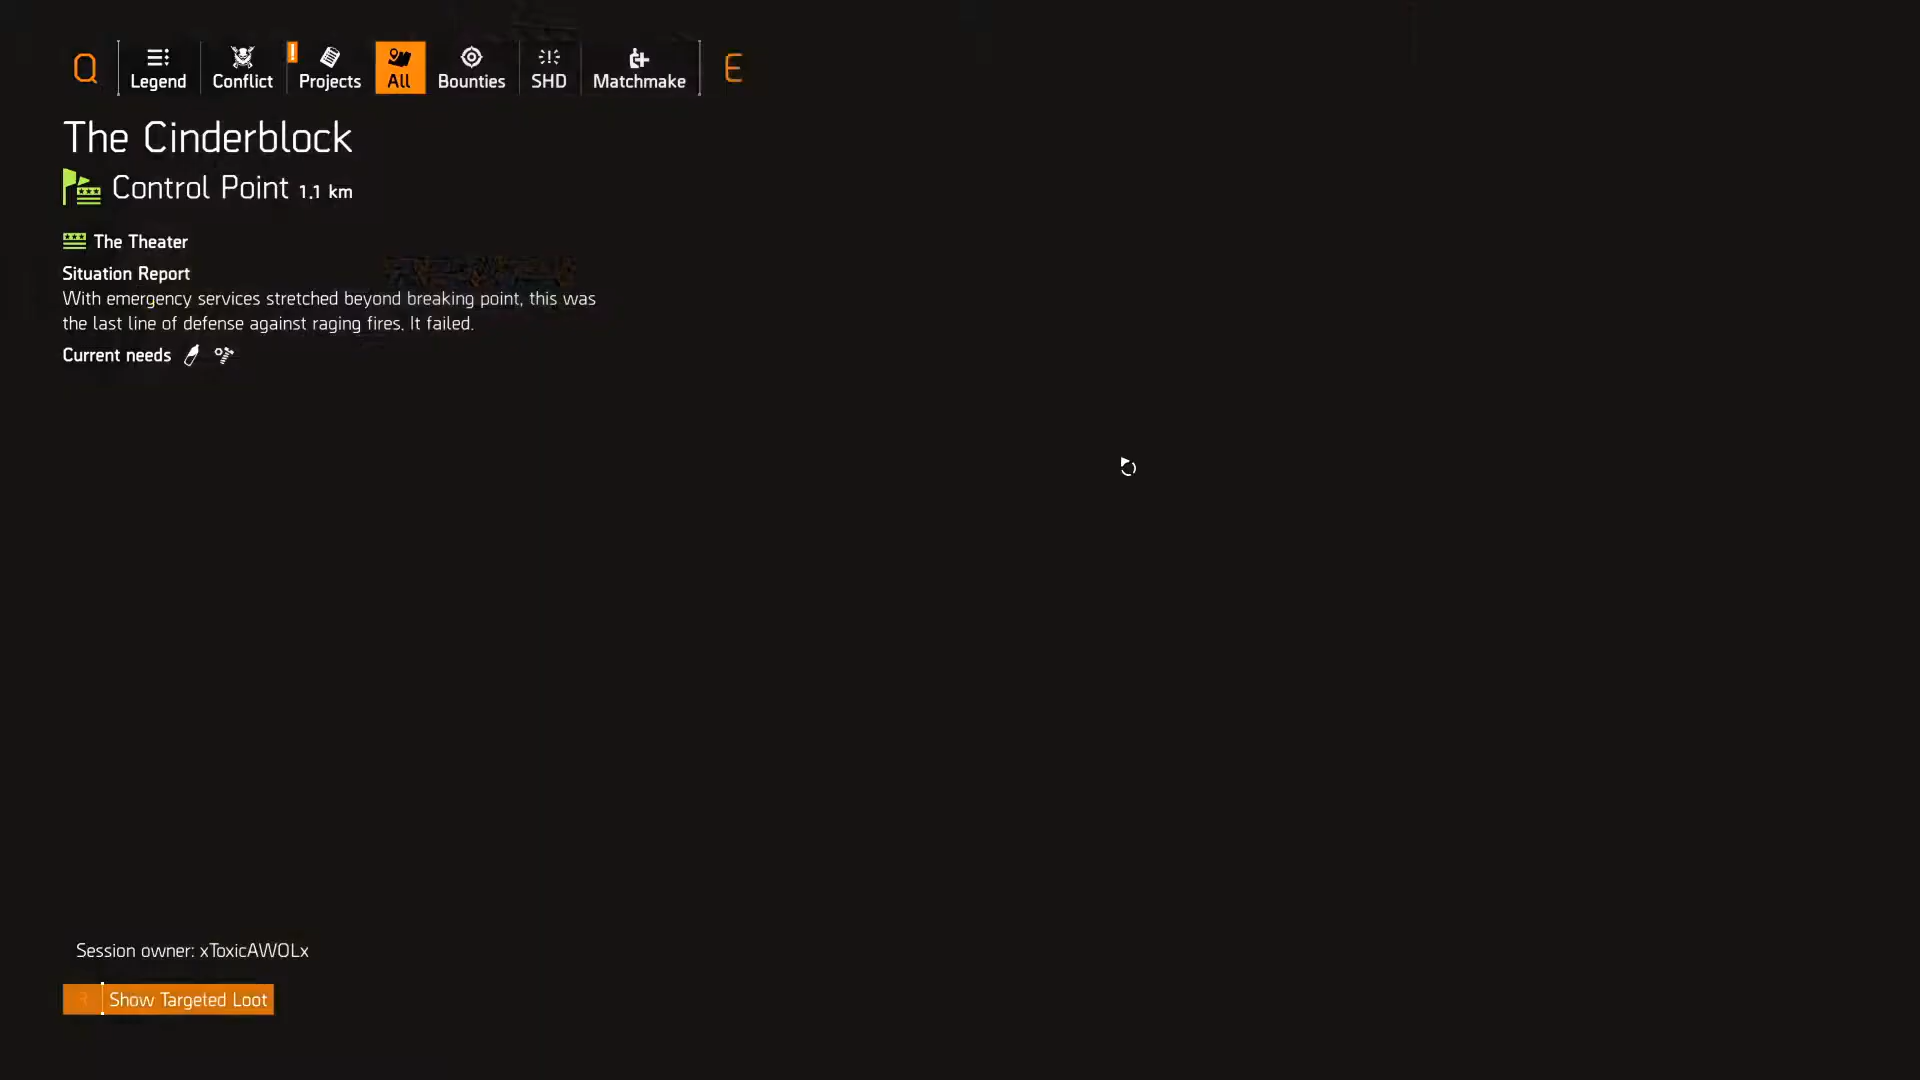 Q Legend Conflict ! Projects All Bounties SHD Matchmake E
The Cinderblock
Control Point 1.1 km
The Theater
Situation Report
With emergency services stretched beyond breaking point, this was
the last line of defense against raging fires. It failed.
Current needs
Session owner: xToxicAWOLx
Show Targeted Loot